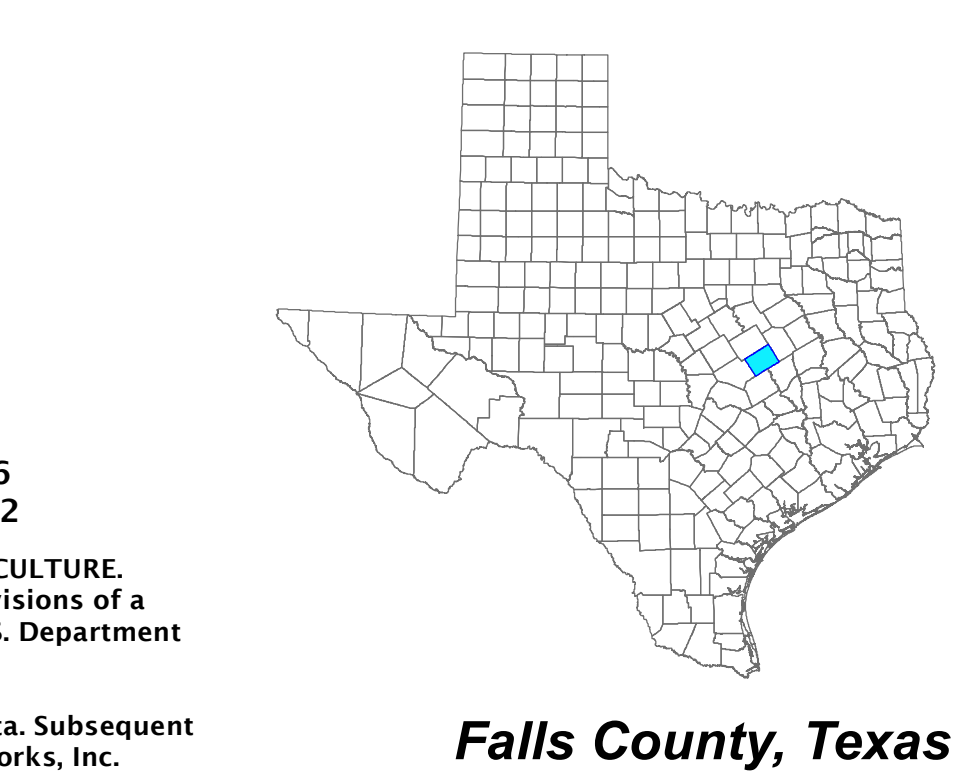 6
2
CULTURE.
visions of a
S. Department
ta. Subsequent
orks, Inc.
Falls County, Texas